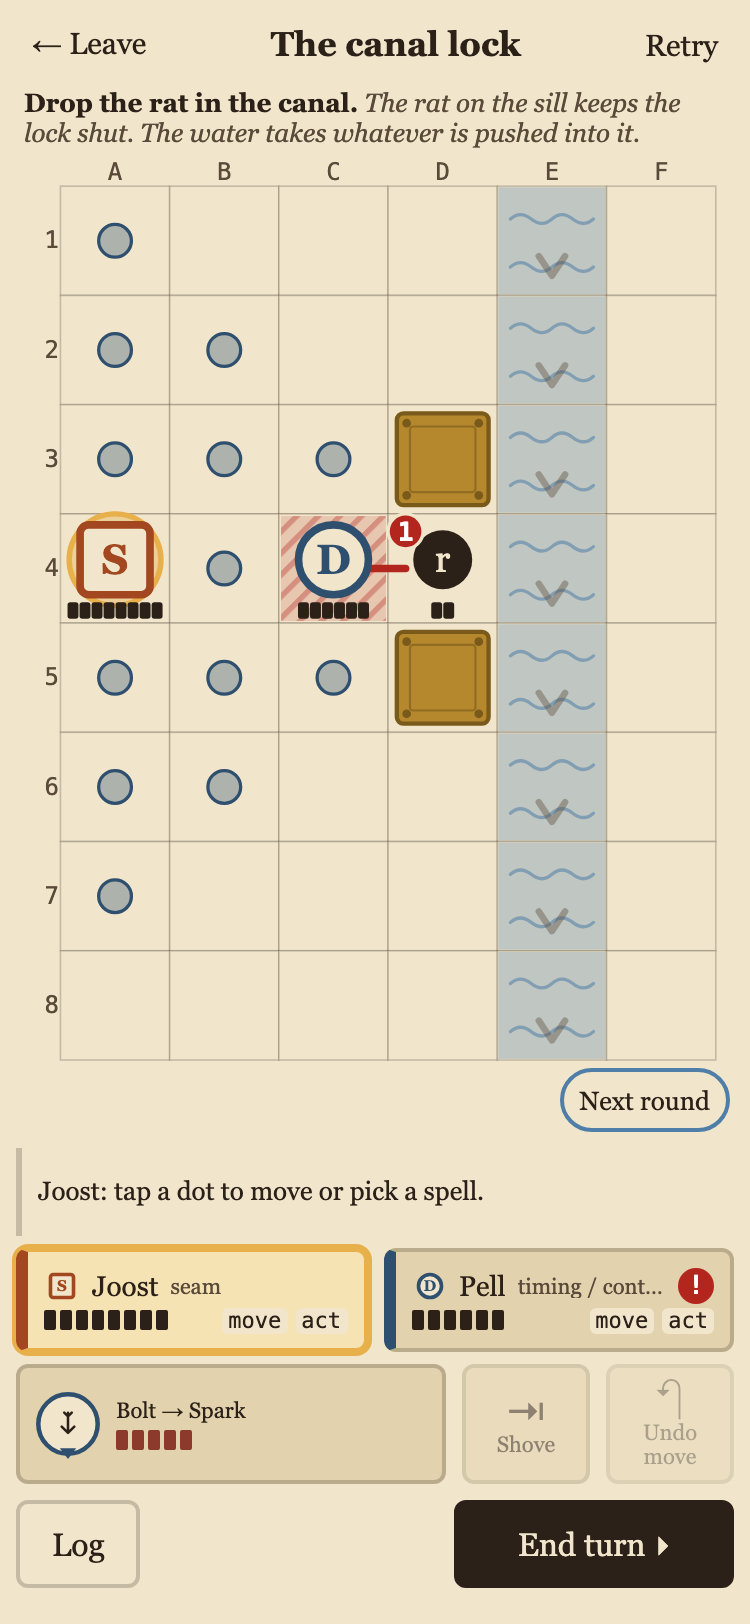 ← Leave
The canal lock
Retry
Drop the rat in the canal. The rat on the sill keeps the
lock shut. The water takes whatever is pushed into it.
A B C D E F
1
2
3
4 S D 1 r
5
6
7
8
Next round
Joost: tap a dot to move or pick a spell.
S Joost seam
move act
D Pell timing / cont... !
move act
Bolt → Spark
Shove
Undo
move
Log
End turn